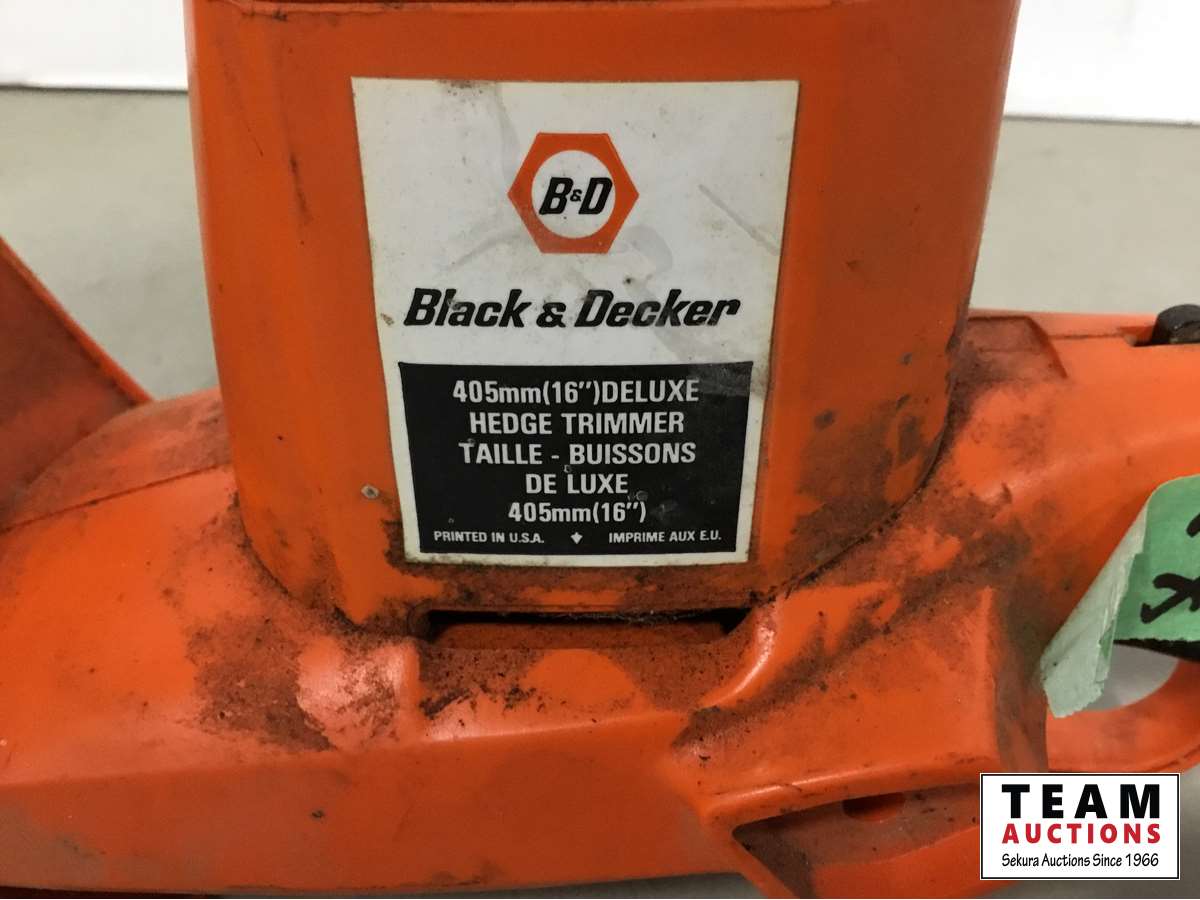 B&D
Black & Decker
405mm(16")DELUXE
HEDGE TRIMMER
TAILLE - BUISSONS
DE LUXE
405mm(16")
PRINTED IN U.S.A. IMPRIME AUX E.U.
TEAM
AUCTIONS
Sekura Auctions Since 1966